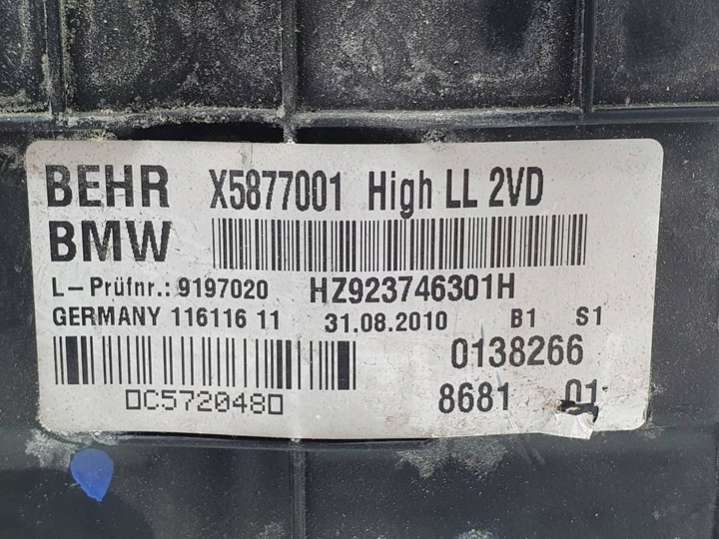 BEHR X5877001 High LL 2VD
BMW
L-Prüfnr.: 9197020 HZ923746301H
GERMANY 116116 11 31.08.2010 B1 S1
0138266
0C5720480
8681 01